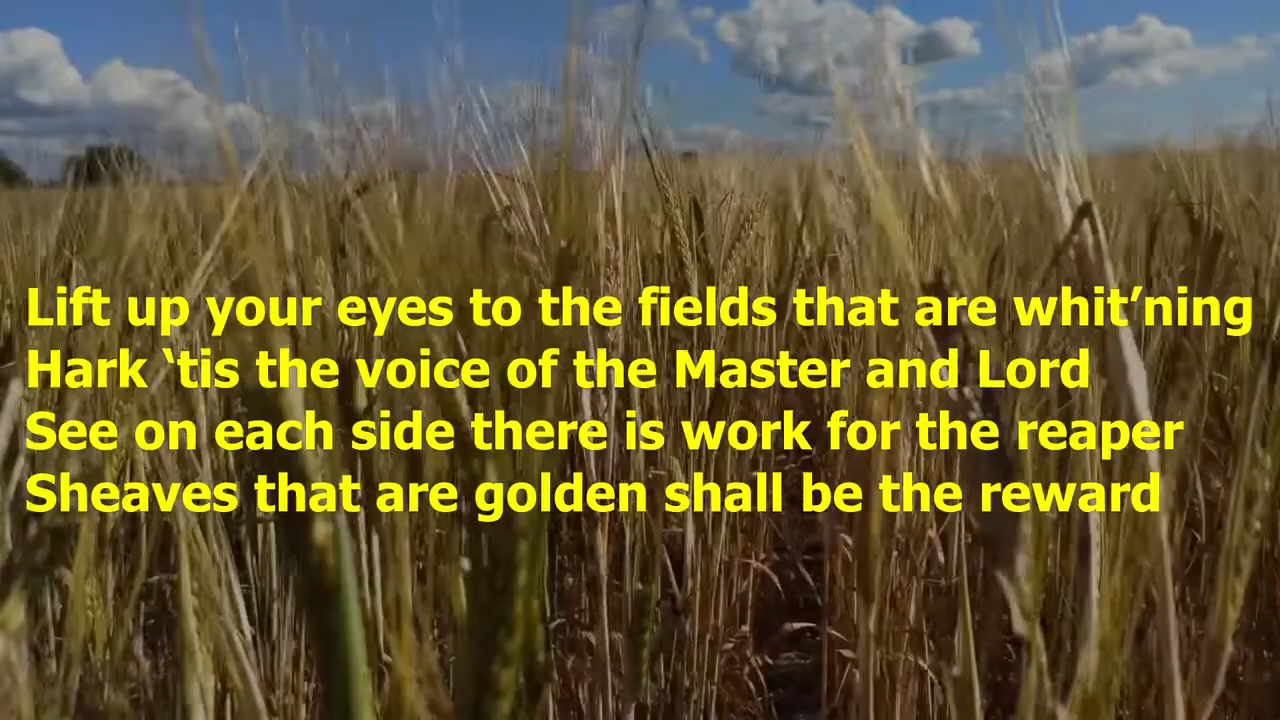 Lift up your eyes to the fields that are whit’ning
Hark ‘tis the voice of the Master and Lord
See on each side there is work for the reaper
Sheaves that are golden shall be the reward